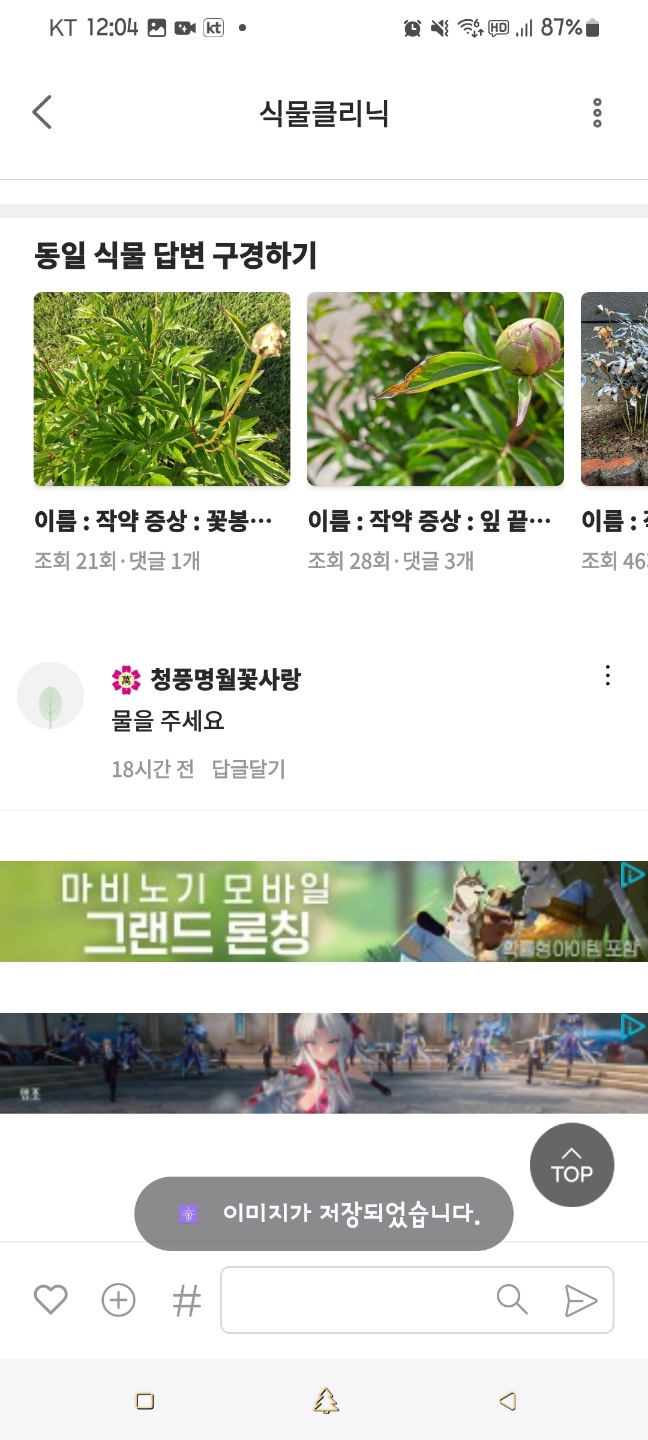 KT 12:04 kt HD 87%
식물클리닉
동일 식물 답변 구경하기
이름 : 작약 증상 : 꽃봉…
이름 : 작약 증상 : 잎 끝…
이름 :
조회 21회·댓글 1개
조회 28회·댓글 3개
조회 46
萬 청풍명월꽃사랑
물을 주세요
18시간 전 답글달기
마비노기 모바일
그랜드 론칭
확률형 아이템 포함
TOP
이미지가 저장되었습니다.